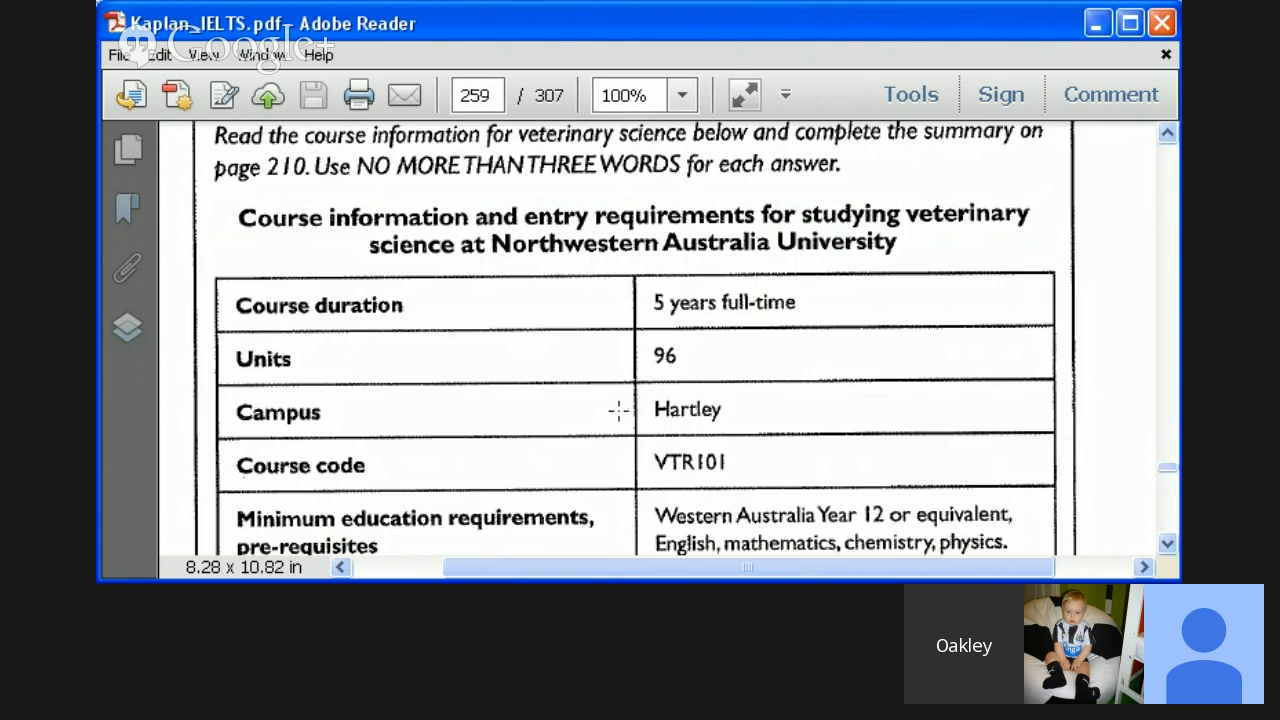 Kaplan_IELTS.pdf - Adobe Reader
Google+
File Edit View Window Help
259 / 307 100% Tools Sign Comment
Read the course information for veterinary science below and complete the summary on
page 210. Use NO MORE THAN THREE WORDS for each answer.
Course information and entry requirements for studying veterinary
science at Northwestern Australia University
Course duration 5 years full-time
Units 96
Campus Hartley
Course code VTR101
Minimum education requirements, Western Australia Year 12 or equivalent,
pre-requisites English, mathematics, chemistry, physics.
8.28 x 10.82 in
Oakley